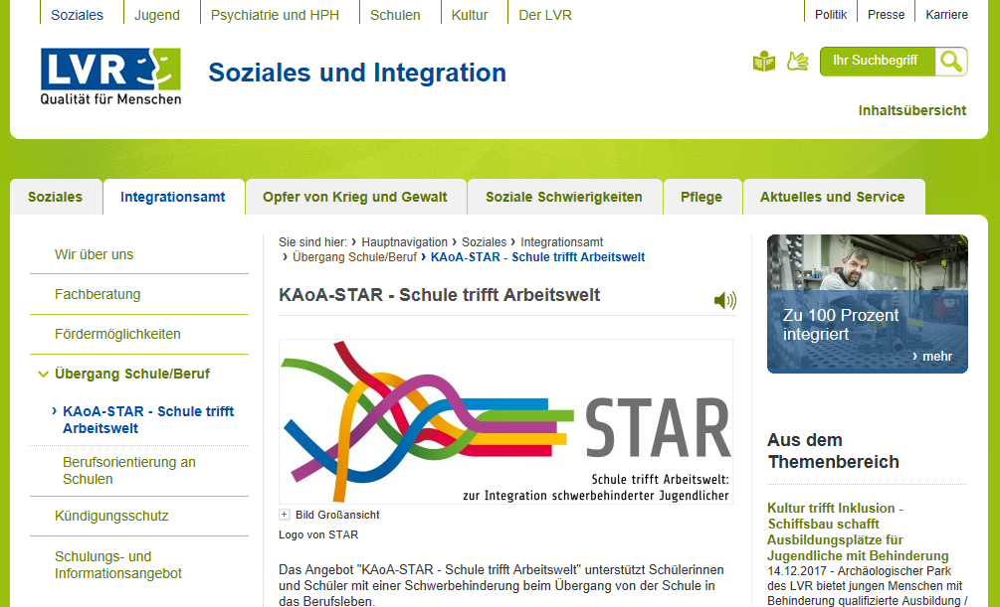 Soziales
Jugend
Psychiatrie und HPH
Schulen
Kultur
Der LVR
Politik
Presse
Karriere
LVR
Qualität für Menschen
Soziales und Integration
Ihr Suchbegriff
Inhaltsübersicht
Soziales
Integrationsamt
Opfer von Krieg und Gewalt
Soziale Schwierigkeiten
Pflege
Aktuelles und Service
Wir über uns
Fachberatung
Fördermöglichkeiten
Übergang Schule/Beruf
› KAoA-STAR - Schule trifft
Arbeitswelt
Berufsorientierung an
Schulen
Kündigungsschutz
Schulungs- und
Informationsangebot
Sie sind hier: › Hauptnavigation › Soziales › Integrationsamt
› Übergang Schule/Beruf › KAoA-STAR - Schule trifft Arbeitswelt
KAoA-STAR - Schule trifft Arbeitswelt
STAR
Schule trifft Arbeitswelt:
zur Integration schwerbehinderter Jugendlicher
Bild Großansicht
Logo von STAR
Das Angebot "KAoA-STAR - Schule trifft Arbeitswelt" unterstützt Schülerinnen
und Schüler mit einer Schwerbehinderung beim Übergang von der Schule in
das Berufsleben.
Zu 100 Prozent
integriert
› mehr
Aus dem
Themenbereich
Kultur trifft Inklusion -
Schiffsbau schafft
Ausbildungsplätze für
Jugendliche mit Behinderung
14.12.2017 - Archäologischer Park
des LVR bietet jungen Menschen mit
Behinderung qualifizierte Ausbildung /